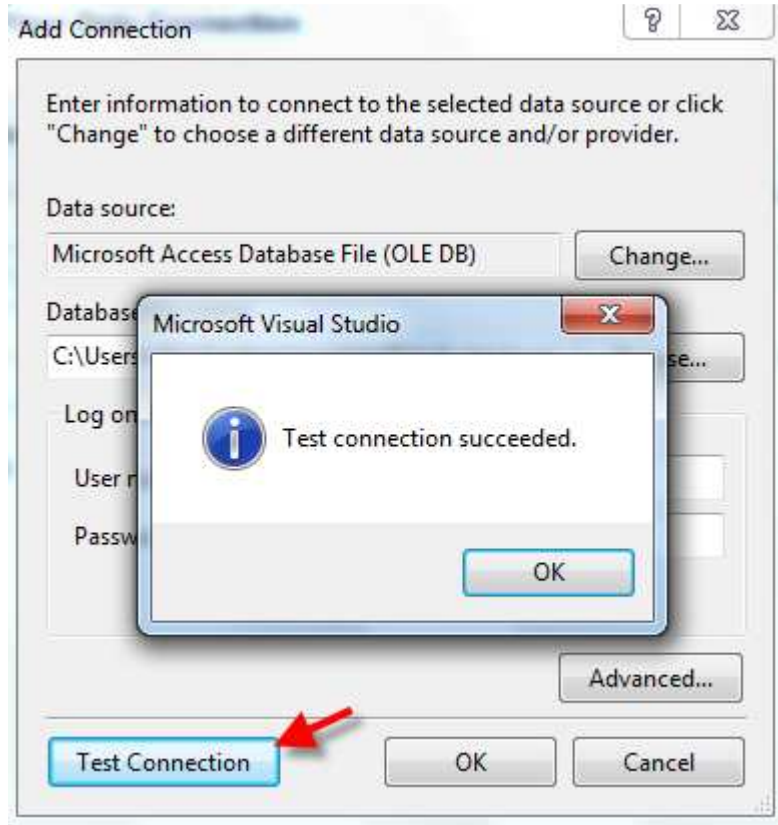 Add Connection
Enter information to connect to the selected data source or click
"Change" to choose a different data source and/or provider.
Data source:
Microsoft Access Database File (OLE DB)
Change...
Database
Microsoft Visual Studio
C:\Users
se...
Test connection succeeded.
Log on
User n
Passw
OK
Advanced...
Test Connection
OK
Cancel